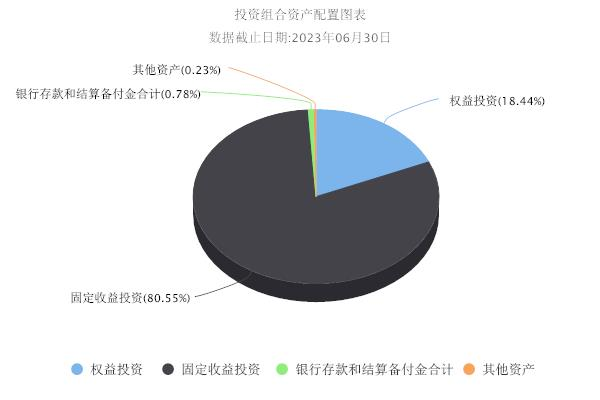 投资组合资产配置图表
数据截止日期:2023年06月30日
其他资产(0.23%)
银行存款和结算备付金合计(0.78%)
权益投资(18.44%)
固定收益投资(80.55%)
权益投资 固定收益投资 银行存款和结算备付金合计 其他资产